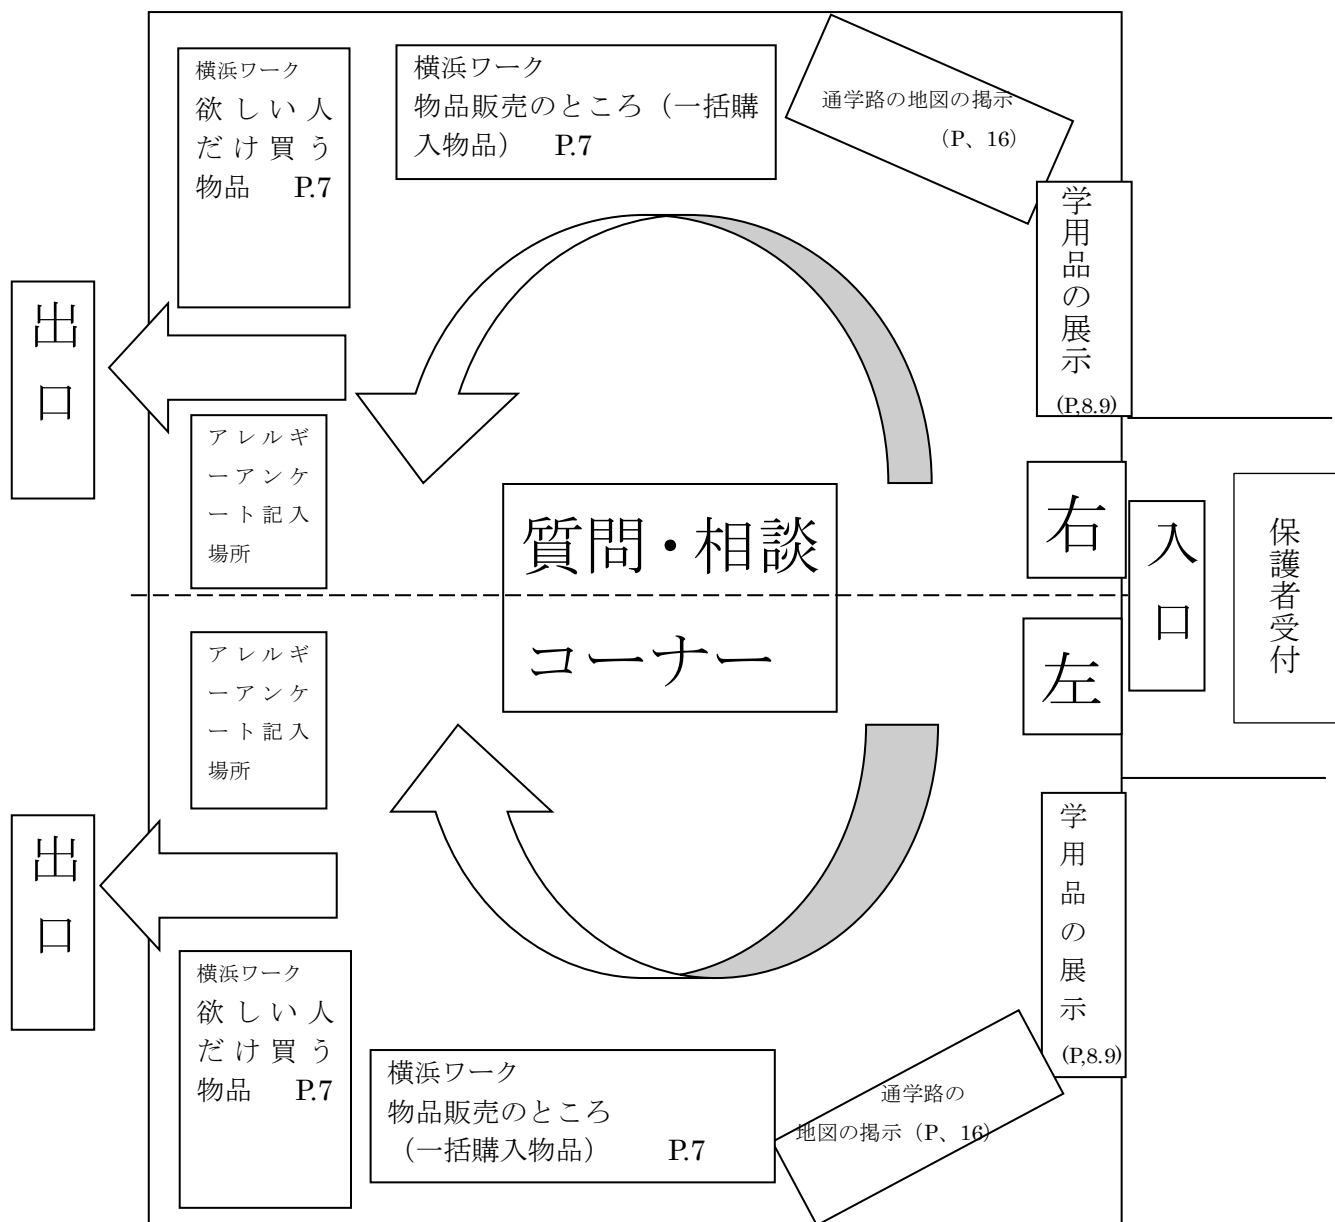 横浜ワーク
欲しい人
だけ買う
物品 P.7
横浜ワーク
物品販売のところ（一括購
入物品） P.7
通学路の地図の掲示
（P、16）
学用品の展示
(P,8.9)
出口
アレルギ
ーアンケ
ート記入
場所
質問・相談
コーナー
右
入口
保護者受付
左
アレルギ
ーアンケ
ート記入
場所
出口
学用品の展示
(P,8.9)
横浜ワーク
欲しい人
だけ買う
物品 P.7
横浜ワーク
物品販売のところ
（一括購入物品） P.7
通学路の
地図の掲示（P、16）